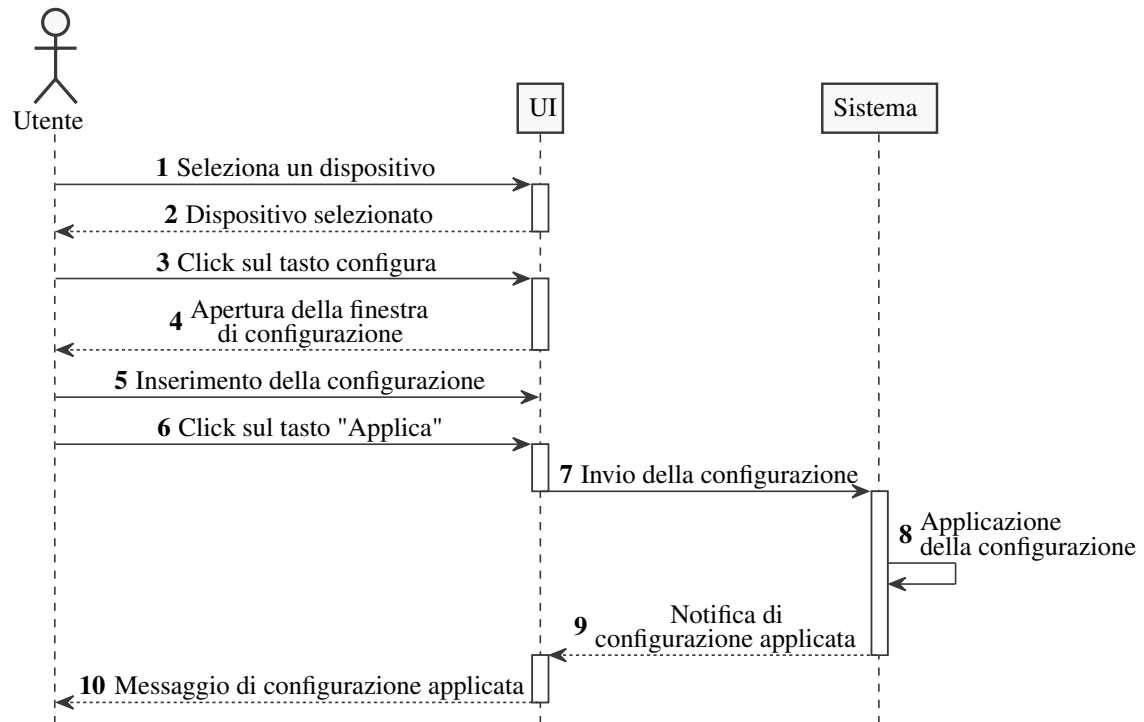 Utente
UI
Sistema
1 Seleziona un dispositivo
2 Dispositivo selezionato
3 Click sul tasto configura
4 Apertura della finestra
di configurazione
5 Inserimento della configurazione
6 Click sul tasto "Applica"
7 Invio della configurazione
8 Applicazione
della configurazione
9 Notifica di
configurazione applicata
10 Messaggio di configurazione applicata